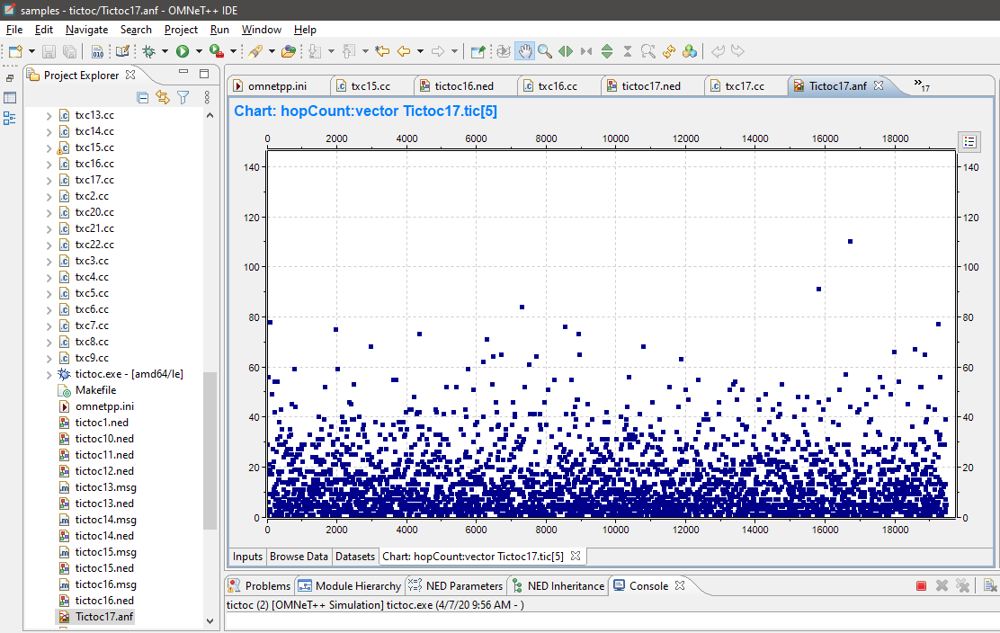 samples - tictoc/Tictoc17.anf - OMNeT++ IDE
File Edit Navigate Search Project Run Window Help
Project Explorer
txc13.cc
txc14.cc
txc15.cc
txc16.cc
txc17.cc
txc2.cc
txc20.cc
txc21.cc
txc22.cc
txc3.cc
txc4.cc
txc5.cc
txc6.cc
txc7.cc
txc8.cc
txc9.cc
tictoc.exe - [amd64/le]
Makefile
omnetpp.ini
tictoc1.ned
tictoc10.ned
tictoc11.ned
tictoc12.ned
tictoc13.msg
tictoc13.ned
tictoc14.msg
tictoc14.ned
tictoc15.msg
tictoc15.ned
tictoc16.msg
tictoc16.ned
Tictoc17.anf
omnetpp.ini txc15.cc tictoc16.ned txc16.cc tictoc17.ned txc17.cc Tictoc17.anf »17
Chart: hopCount:vector Tictoc17.tic[5]
0 2000 4000 6000 8000 10000 12000 14000 16000 18000
140 140
120 120
100 100
80 80
60 60
40 40
20 20
0 0
0 2000 4000 6000 8000 10000 12000 14000 16000 18000
Inputs Browse Data Datasets Chart: hopCount:vector Tictoc17.tic[5]
Problems Module Hierarchy NED Parameters NED Inheritance Console
tictoc (2) [OMNeT++ Simulation] tictoc.exe (4/7/20 9:56 AM - )